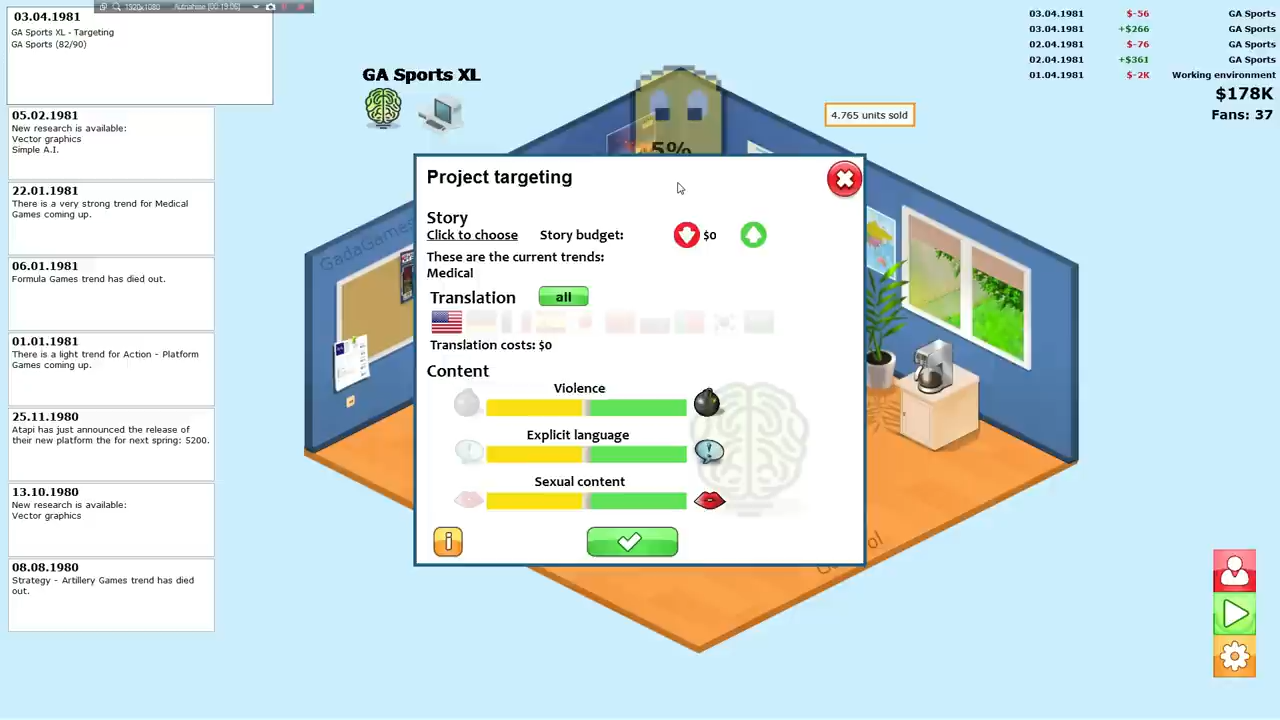 1920x1080
Aufnahme [00:19:06]
03.04.1981
GA Sports XL - Targeting
GA Sports (82/90)
05.02.1981
New research is available:
Vector graphics
Simple A.I.
22.01.1981
There is a very strong trend for Medical
Games coming up.
06.01.1981
Formula Games trend has died out.
01.01.1981
There is a light trend for Action - Platform
Games coming up.
25.11.1980
Atapi has just announced the release of
their new platform the for next spring: 5200.
13.10.1980
New research is available:
Vector graphics
08.08.1980
Strategy - Artillery Games trend has died
out.
GA Sports XL
4.765 units sold
5%
GadaGames
Project targeting
Story
Click to choose Story budget: $0
These are the current trends:
Medical
Translation all
Translation costs: $0
Content
Violence
Explicit language
Sexual content
03.04.1981 $-56 GA Sports
03.04.1981 +$266 GA Sports
02.04.1981 $-76 GA Sports
02.04.1981 +$361 GA Sports
01.04.1981 $-2K Working environment
$178K
Fans: 37